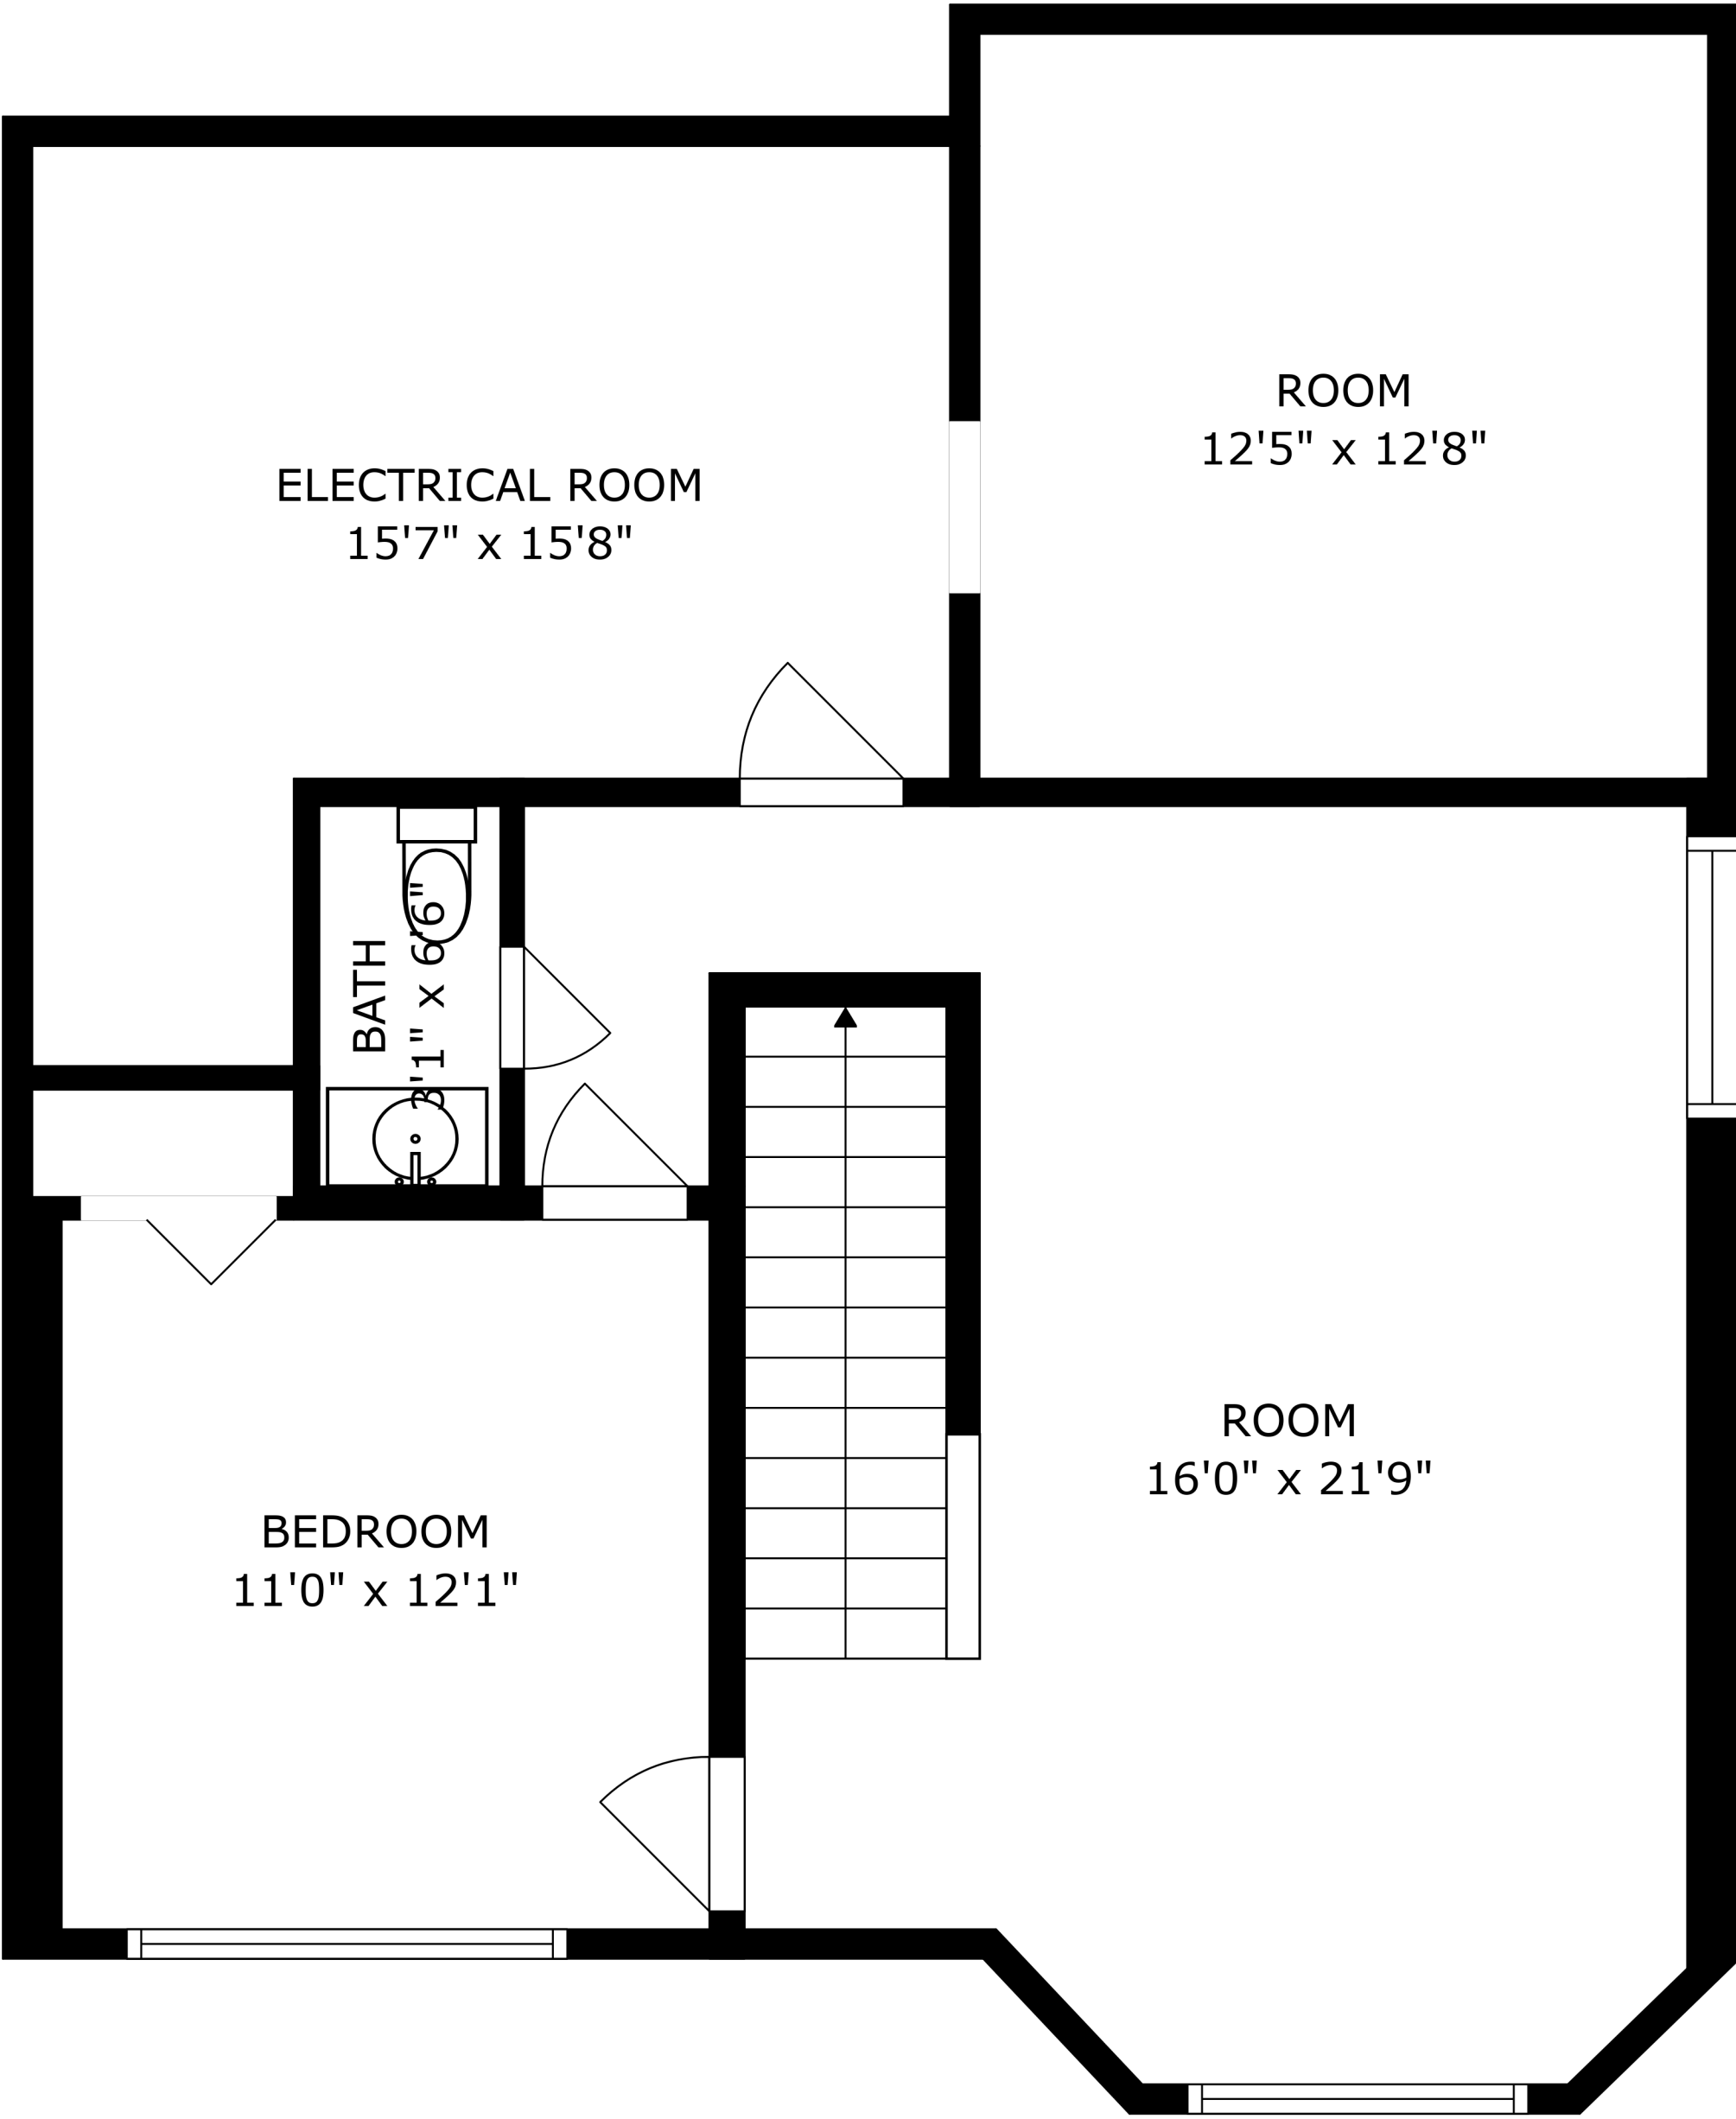 ROOM
12'5" x 12'8"
ELECTRICAL ROOM
15'7" x 15'8"
BATH
3'1" x 6'6"
ROOM
16'0" x 21'9"
BEDROOM
11'0" x 12'1"